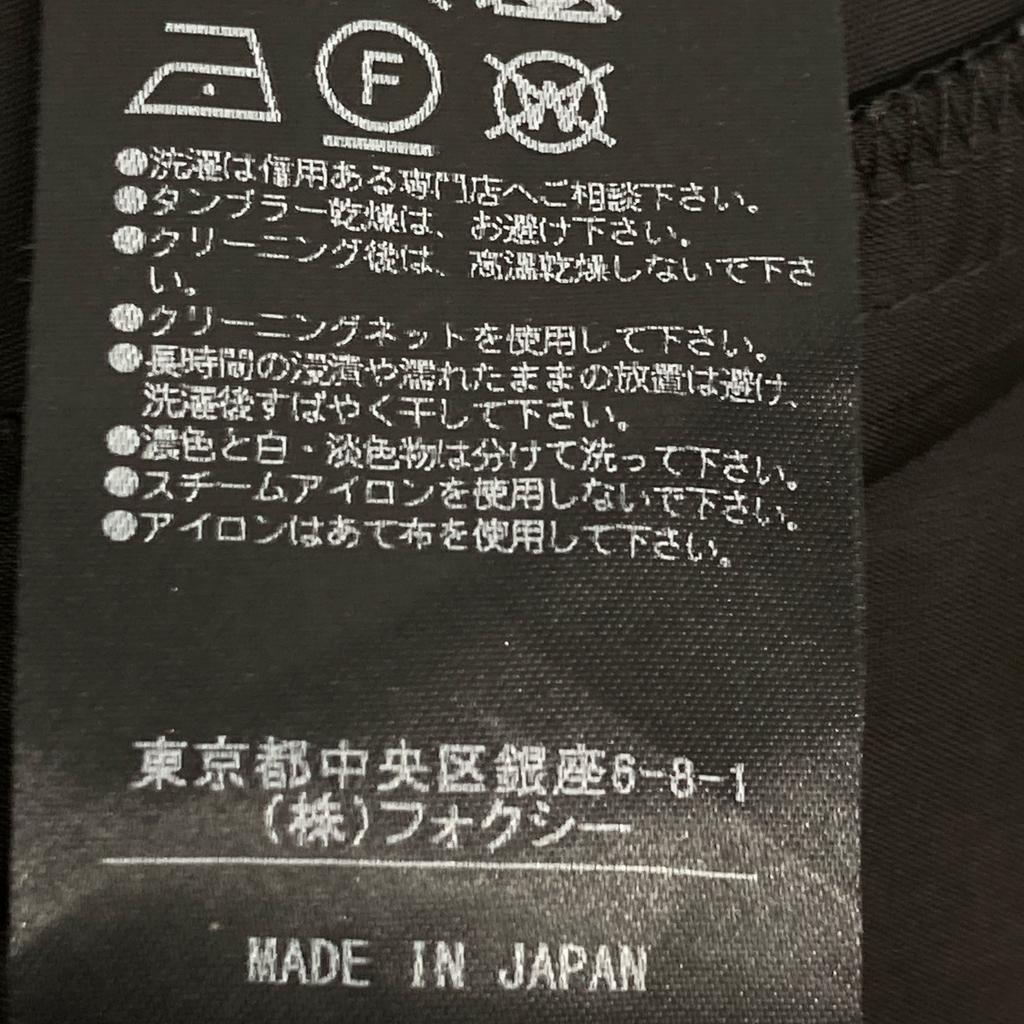 F W
●洗濯は信用ある専門店へご相談下さい。
●タンブラー乾燥は、お避け下さい。
●クリーニング後は、高温乾燥しないで下さ
い。
●クリーニングネットを使用して下さい。
●長時間の浸漬や濡れたままの放置は避け、
洗濯後すばやく干して下さい。
●濃色と白・淡色物は分けて洗って下さい。
●スチームアイロンを使用しないで下さい。
●アイロンはあて布を使用して下さい。
東京都中央区銀座6-8-1
(株)フォクシー
MADE IN JAPAN